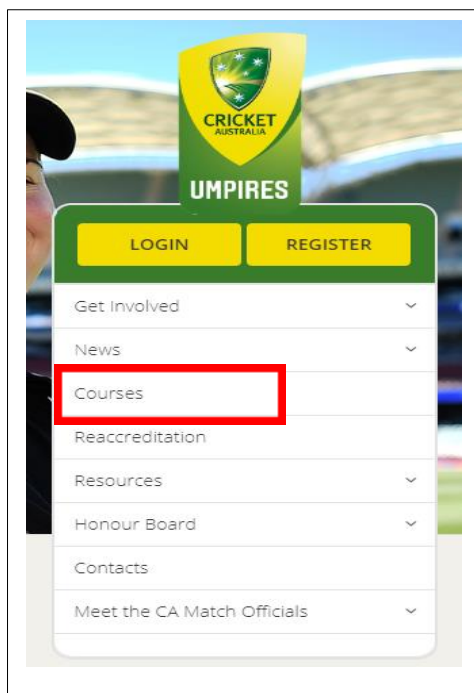 CRICKET
AUSTRALIA
UMPIRES
LOGIN REGISTER
Get Involved
News
Courses
Reaccreditation
Resources
Honour Board
Contacts
Meet the CA Match Officials